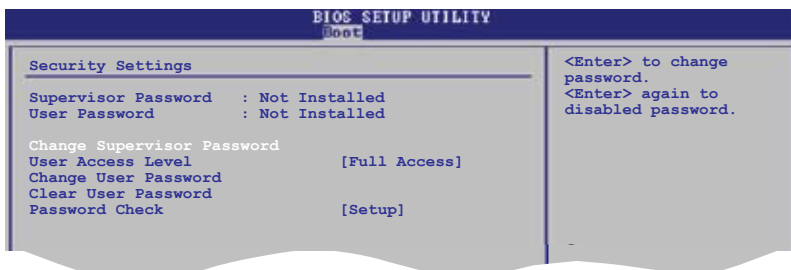 BIOS SETUP UTILITY
Boot
Security Settings
Supervisor Password : Not Installed
User Password : Not Installed
Change Supervisor Password
User Access Level [Full Access]
Change User Password
Clear User Password
Password Check [Setup]
<Enter> to change
password.
<Enter> again to
disabled password.